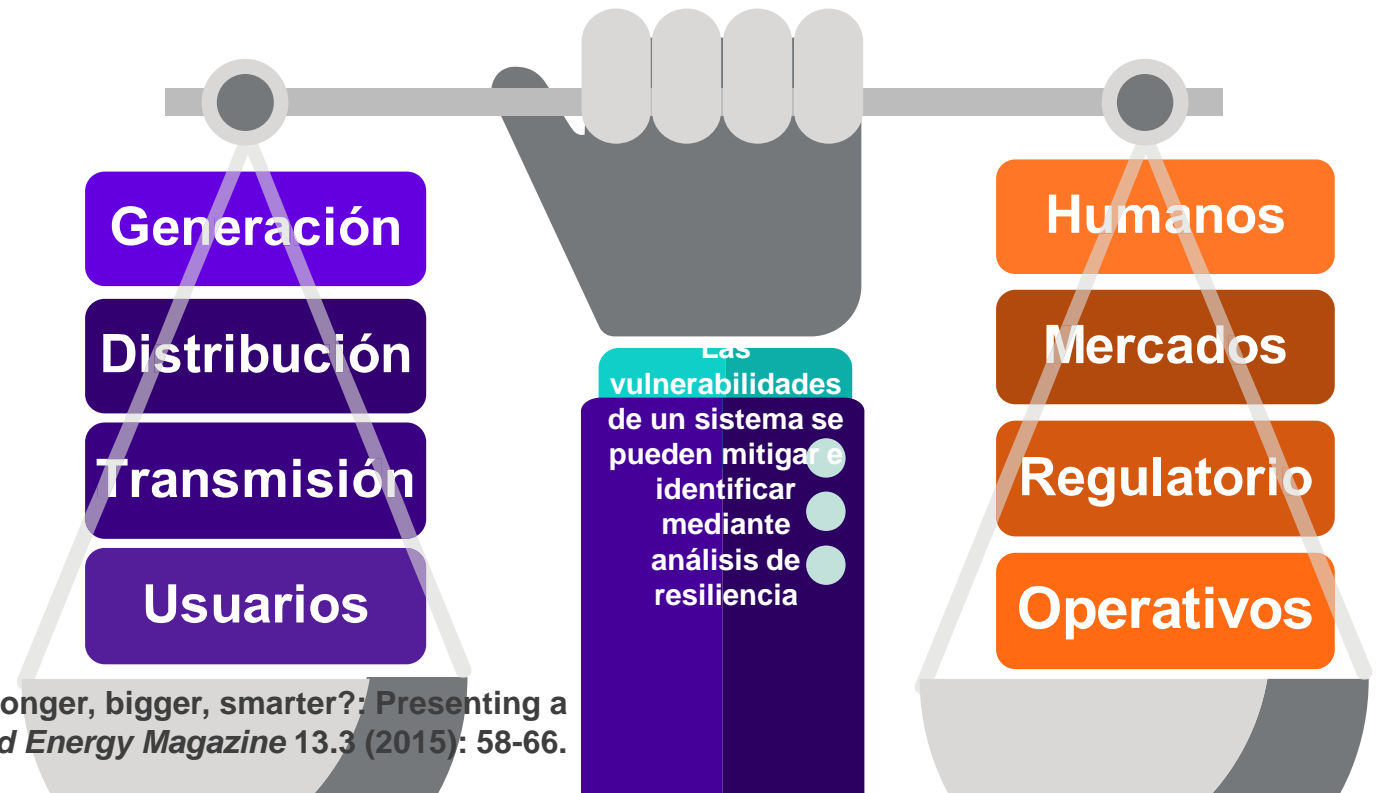 Generación
Distribución
Transmisión
Usuarios
Las
vulnerabilidades
de un sistema se
pueden mitigar e
identificar
mediante
análisis de
resiliencia
Humanos
Mercados
Regulatorio
Operativos
onger, bigger, smarter?: Presenting a
d Energy Magazine 13.3 (2015): 58-66.